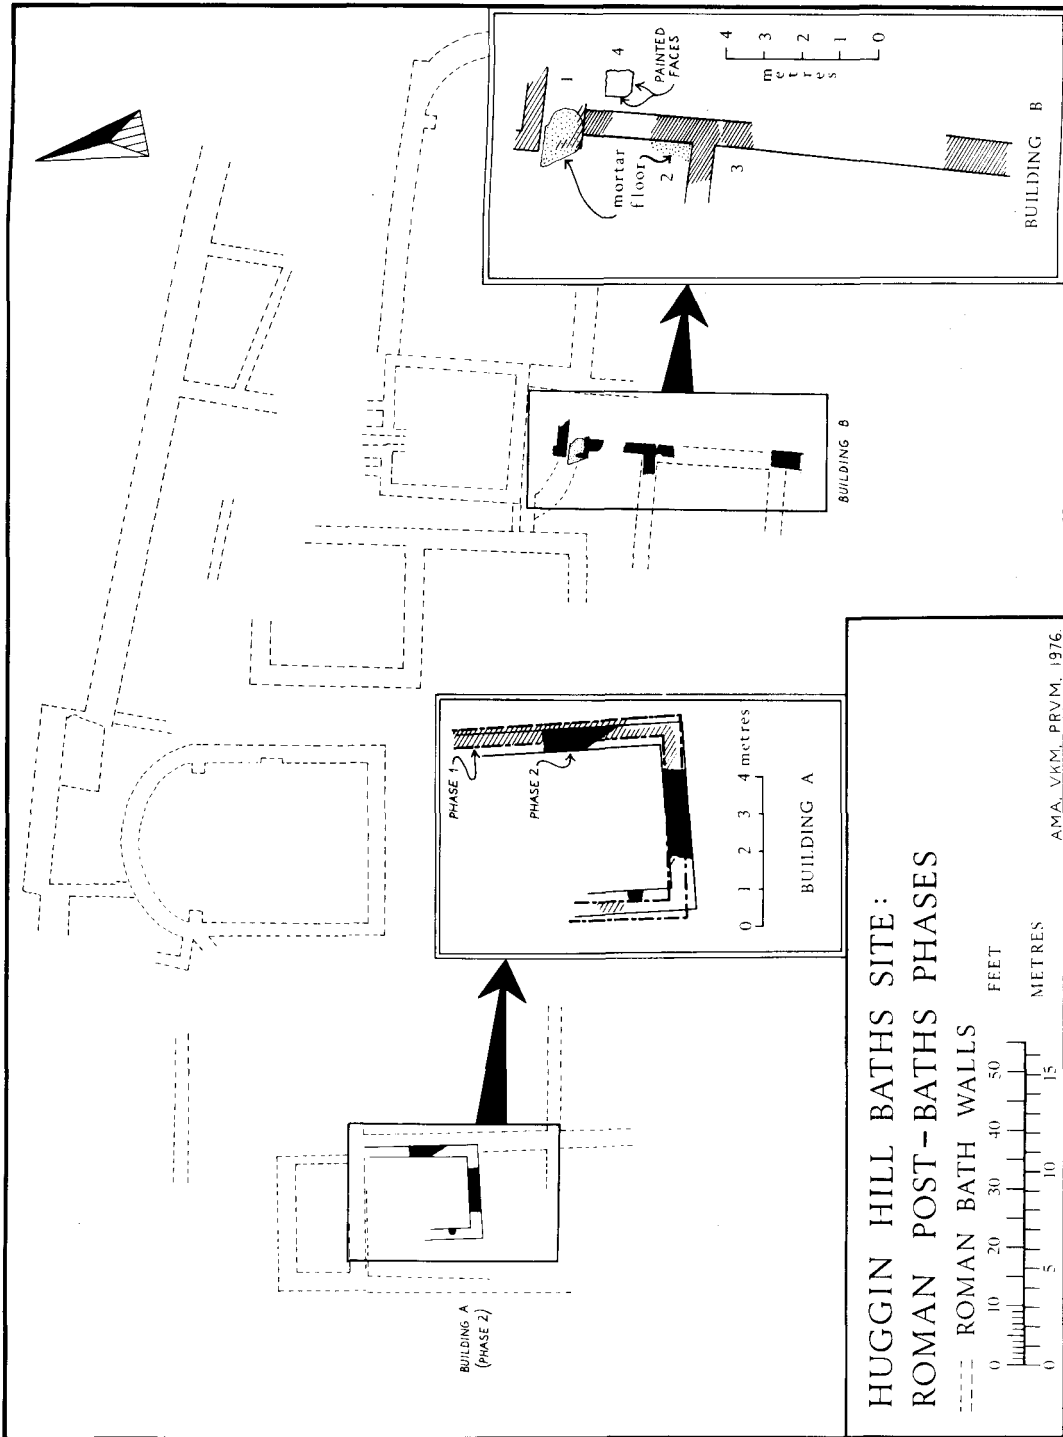 HUGGIN HILL BATHS SITE:
ROMAN POST-BATHS PHASES
ROMAN BATH WALLS
0 10 20 30 40 50 FEET
0 5 10 15 METRES
AMA, VKM, PRVM, 1976.
BUILDING A
(PHASE 2)
PHASE 1
PHASE 2
0 1 2 3 4 metres
BUILDING A
BUILDING B
1
4
PAINTED
FACES
mortar
floor
2
3
4 3 2 1 0
metres
BUILDING B